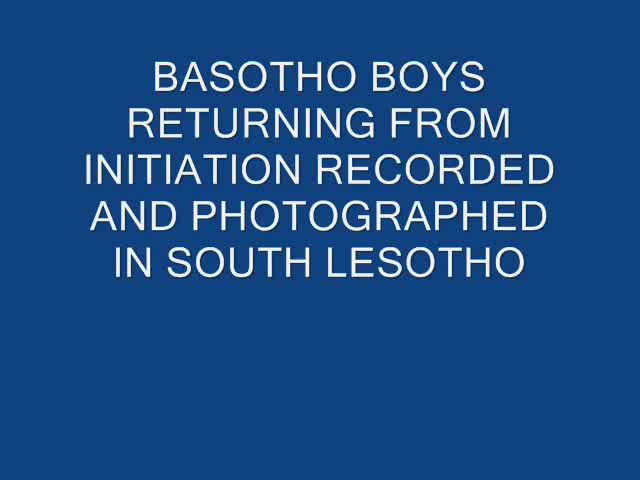 BASOTHO BOYS
RETURNING FROM
INITIATION RECORDED
AND PHOTOGRAPHED
IN SOUTH LESOTHO